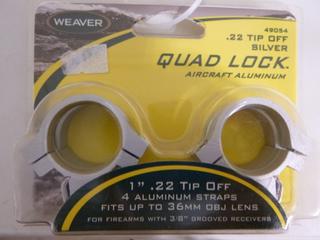 WEAVER
49054
.22 TIP OFF
SILVER
QUAD LOCK.
AIRCRAFT ALUMINUM
1" .22 TIP OFF
4 ALUMINUM STRAPS
FITS UP TO 36MM OBJ LENS
FOR FIREARMS WITH 3/8" GROOVED RECEIVERS